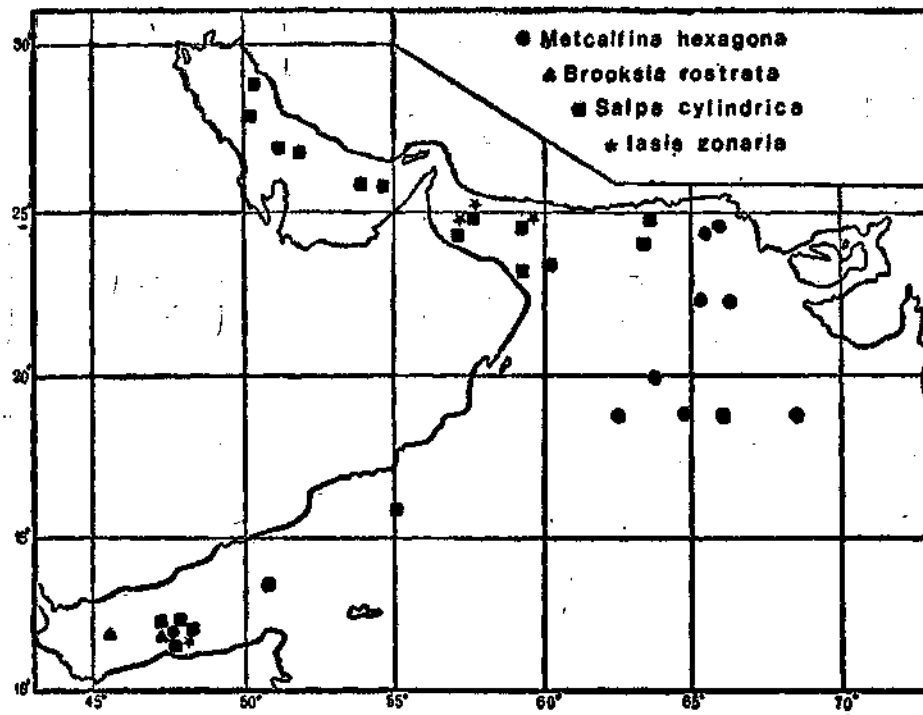 ● Metcalfina hexagona
▲ Brooksia rostrata
■ Salpa cylindrica
★ Iasis zonaria
30°
25°
20°
15°
10°
45° 50° 55° 60° 65° 70°